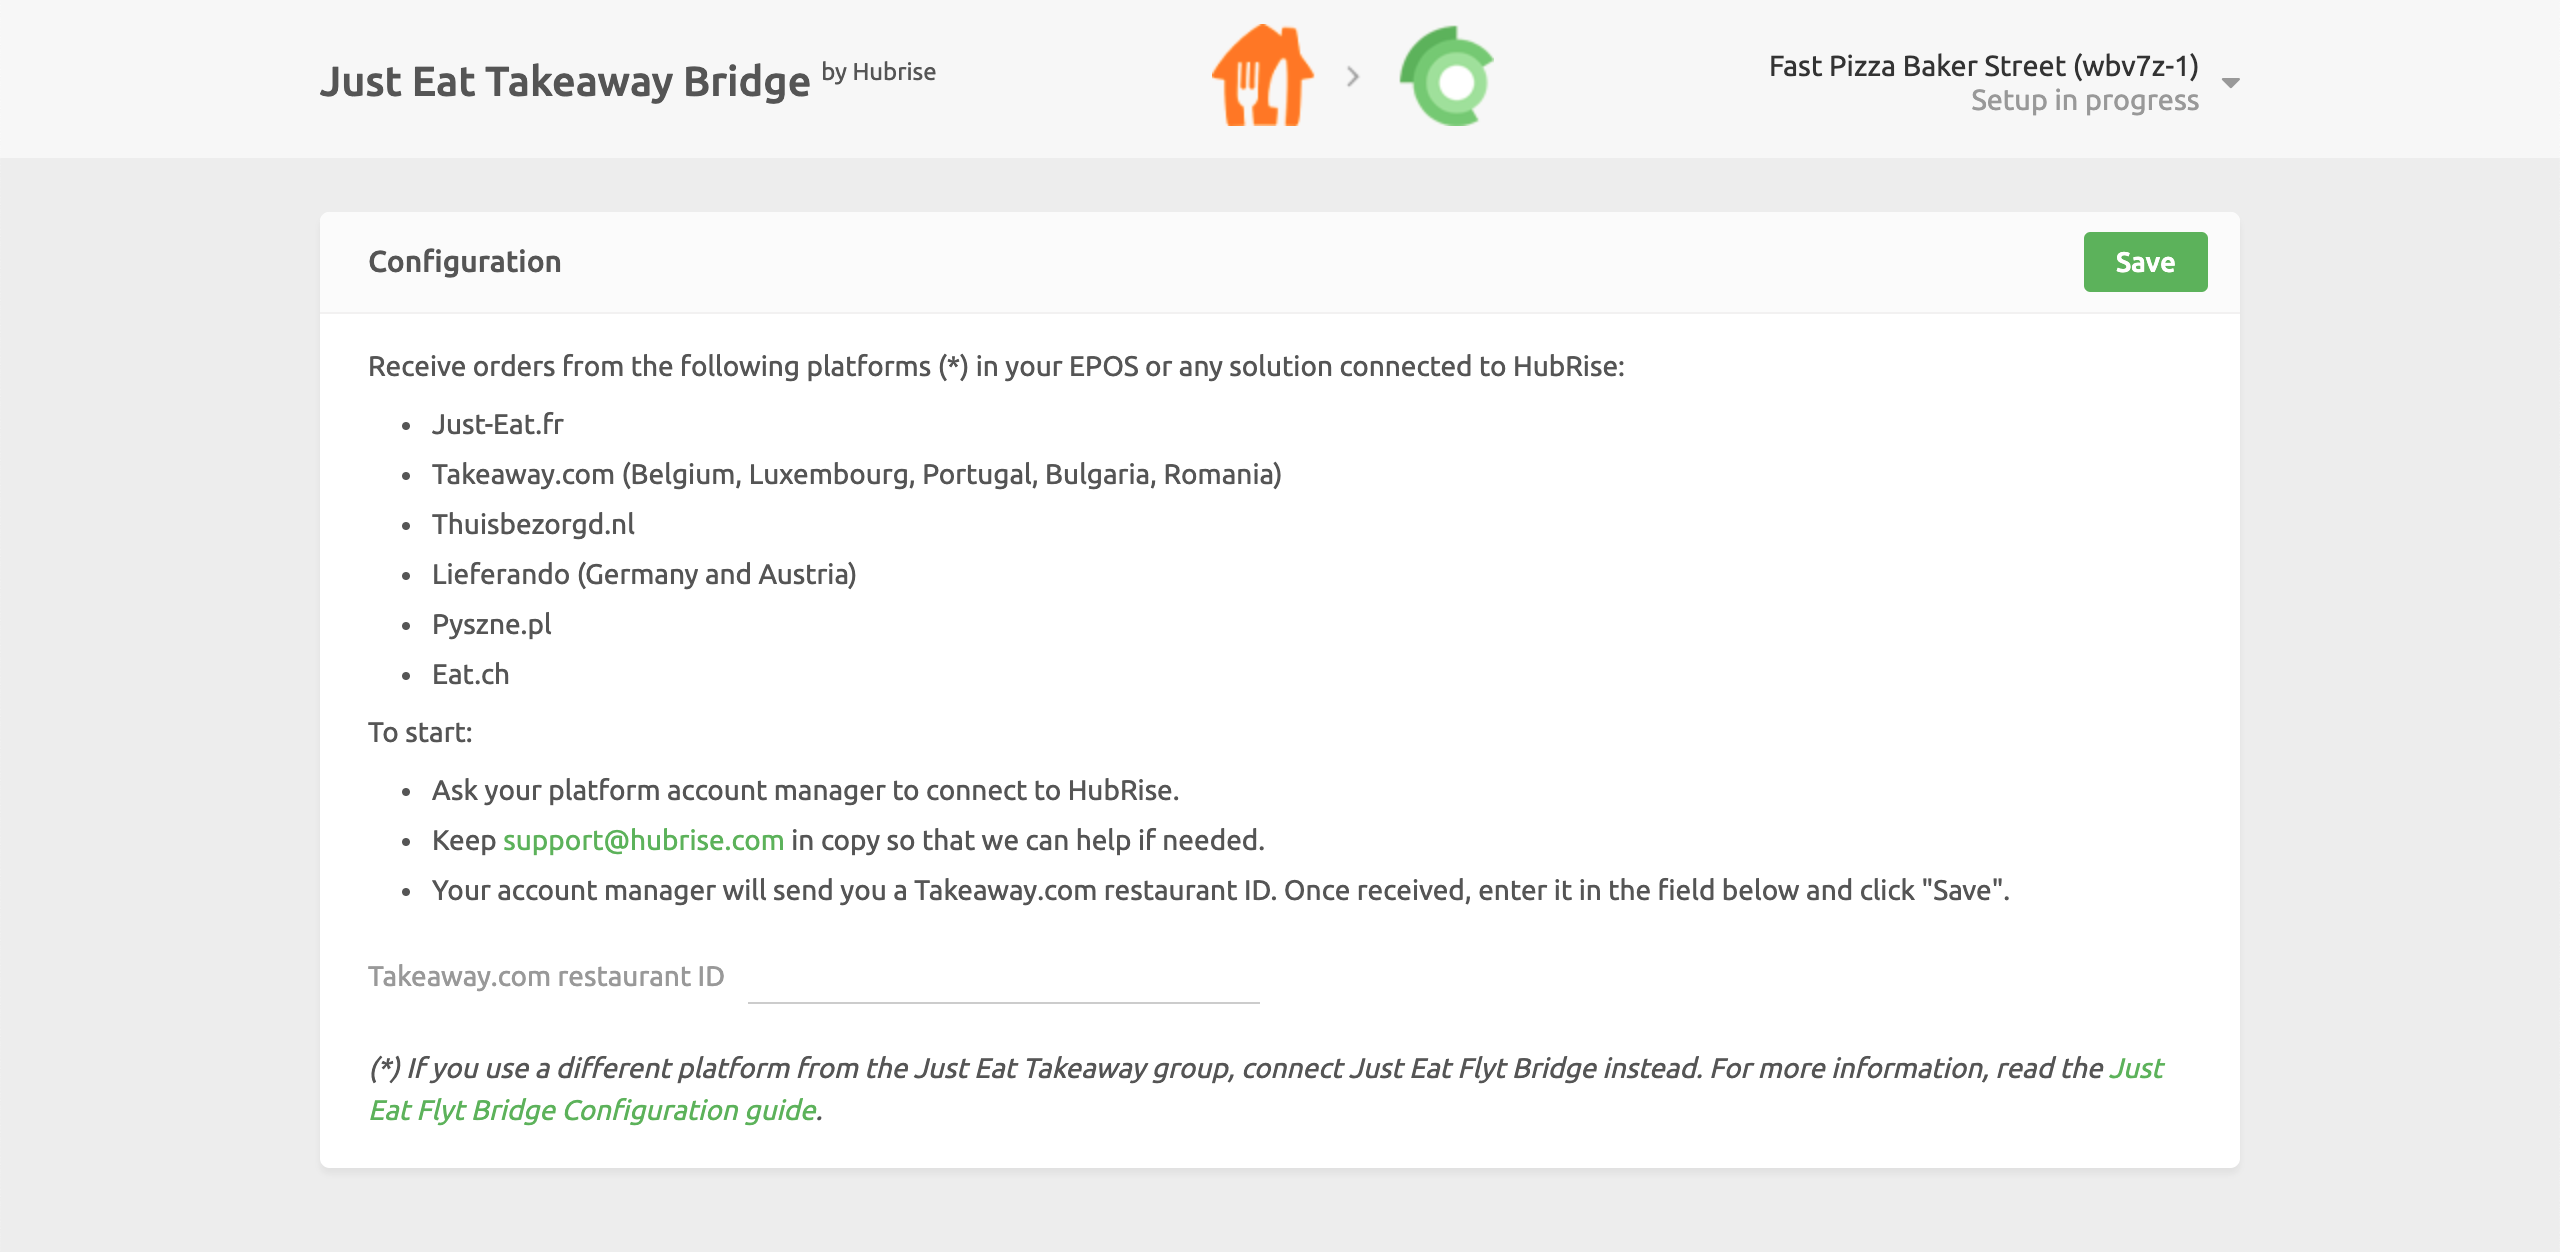 Just Eat Takeaway Bridge by Hubrise
Fast Pizza Baker Street (wbv7z-1)
Setup in progress
Configuration
Save
Receive orders from the following platforms (*) in your EPOS or any solution connected to HubRise:
• Just-Eat.fr
• Takeaway.com (Belgium, Luxembourg, Portugal, Bulgaria, Romania)
• Thuisbezorgd.nl
• Lieferando (Germany and Austria)
• Pyszne.pl
• Eat.ch
To start:
• Ask your platform account manager to connect to HubRise.
• Keep support@hubrise.com in copy so that we can help if needed.
• Your account manager will send you a Takeaway.com restaurant ID. Once received, enter it in the field below and click "Save".
Takeaway.com restaurant ID
(*) If you use a different platform from the Just Eat Takeaway group, connect Just Eat Flyt Bridge instead. For more information, read the Just
Eat Flyt Bridge Configuration guide.